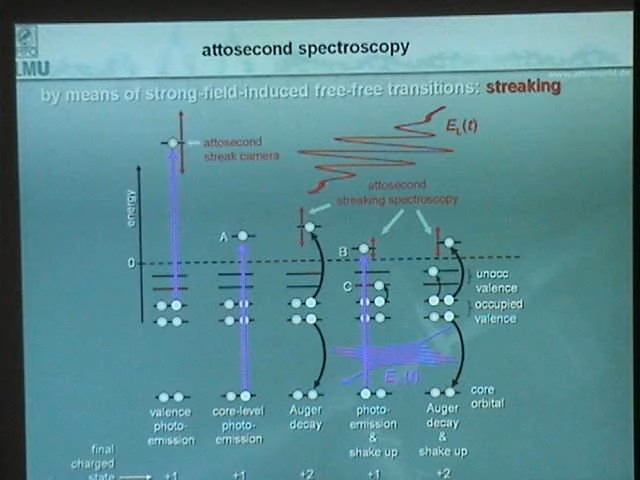 attosecond spectroscopy
LMU
by means of strong-field-induced free-free transitions: streaking
attosecond
streak camera
E_L(t)
attosecond
streaking spectroscopy
energy
A
B
0
C
unocc
valence
occupied
valence
core
orbital
valence
photo-
emission
core-level
photo-
emission
Auger
decay
photo-
emission
&
shake up
Auger
decay
&
shake up
final
charged
state
+1
+1
+2
+1
+2